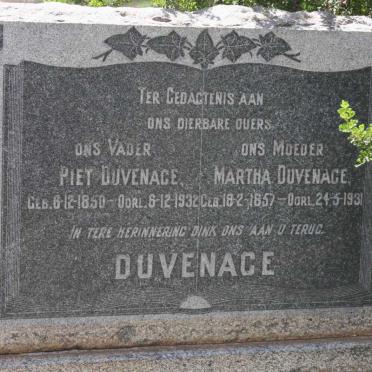 TER GEDACTENIS AAN
ONS DIERBARE OUERS.
ONS VADER
PIET DUVENAGE,
GEB. 6-12-1850 - OORL. 6-12-1932
ONS MOEDER
MARTHA DUVENAGE,
GEB. 18-2-1857 - OORL. 24-5-1931
IN TERE HERINNERING DINK ONS AAN U TERUG.
DUVENAGE